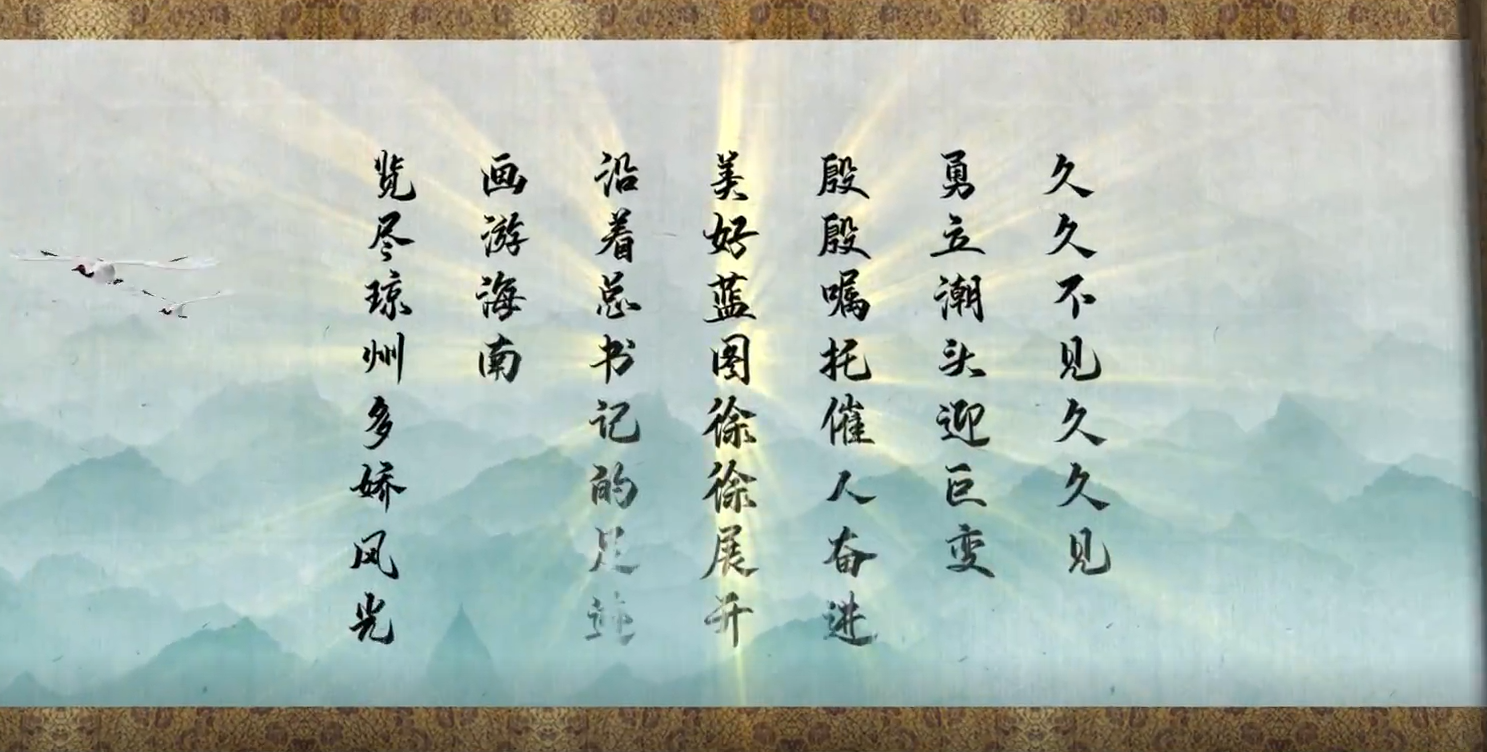 久久不见久久见
勇立潮头迎巨变
殷殷嘱托催人奋进
美好蓝图徐徐展开
沿着总书记的足迹
画游海南
览尽琼州多娇风光